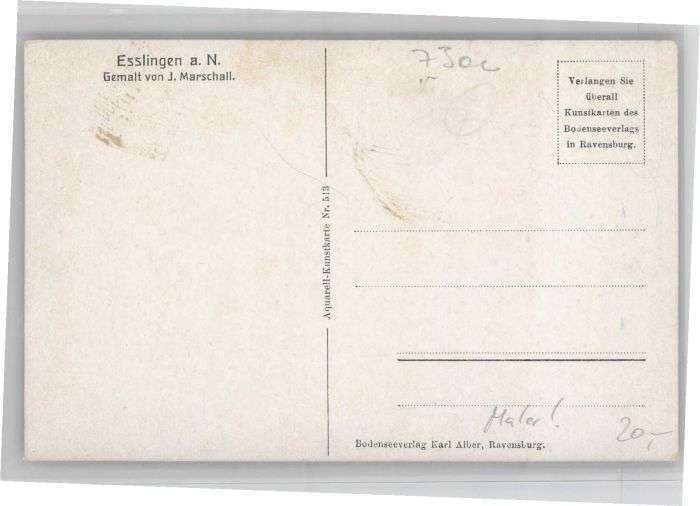 Esslingen a. N.
Gemalt von J. Marschall.
Aquarell-Kunstkarte Nr. 513
730c
Verlangen Sie
überall
Kunstkarten des
Bodenseeverlags
in Ravensburg.
Maler!
20,-
Bodenseeverlag Karl Alber, Ravensburg.